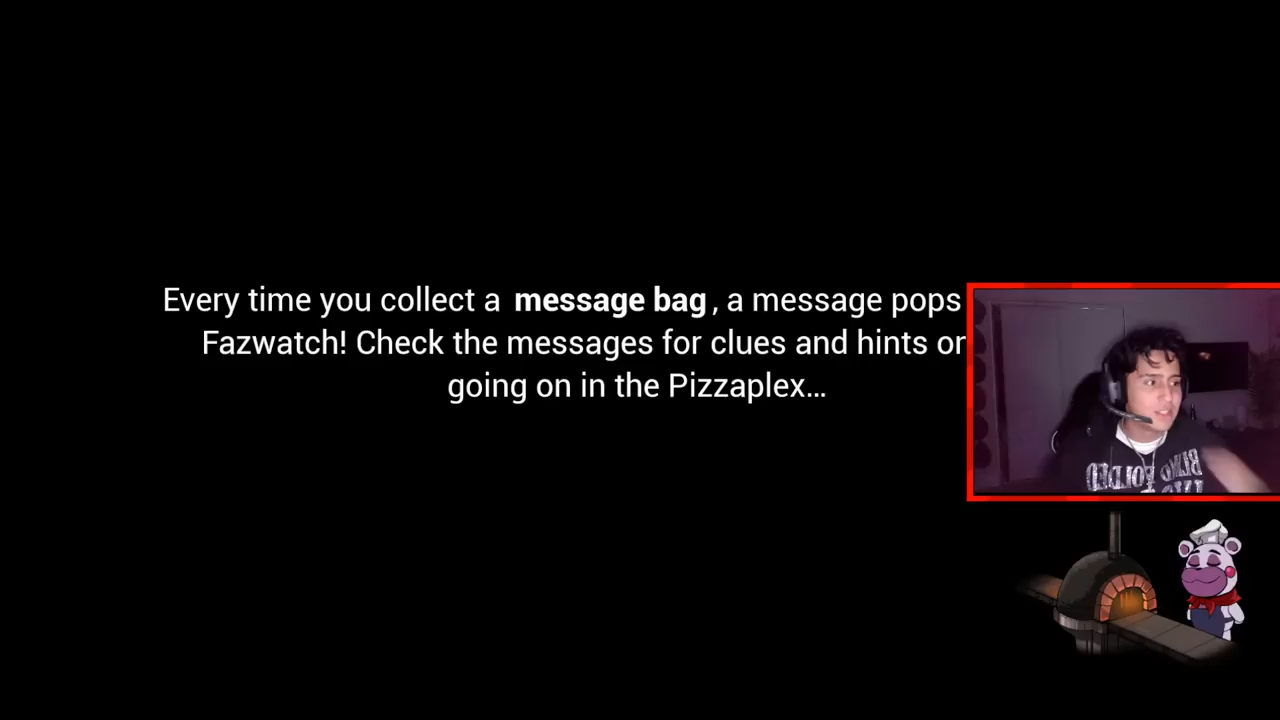 Every time you collect a message bag, a message pops
Fazwatch! Check the messages for clues and hints or
going on in the Pizzaplex...